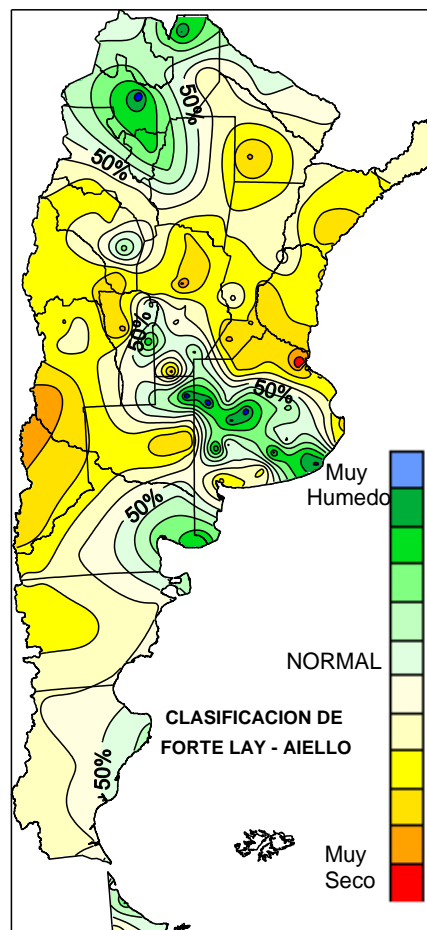 50%
50%
50%
50%
50%
Muy
Humedo
NORMAL
CLASIFICACION DE
FORTE LAY - AIELLO
50%
Muy
Seco